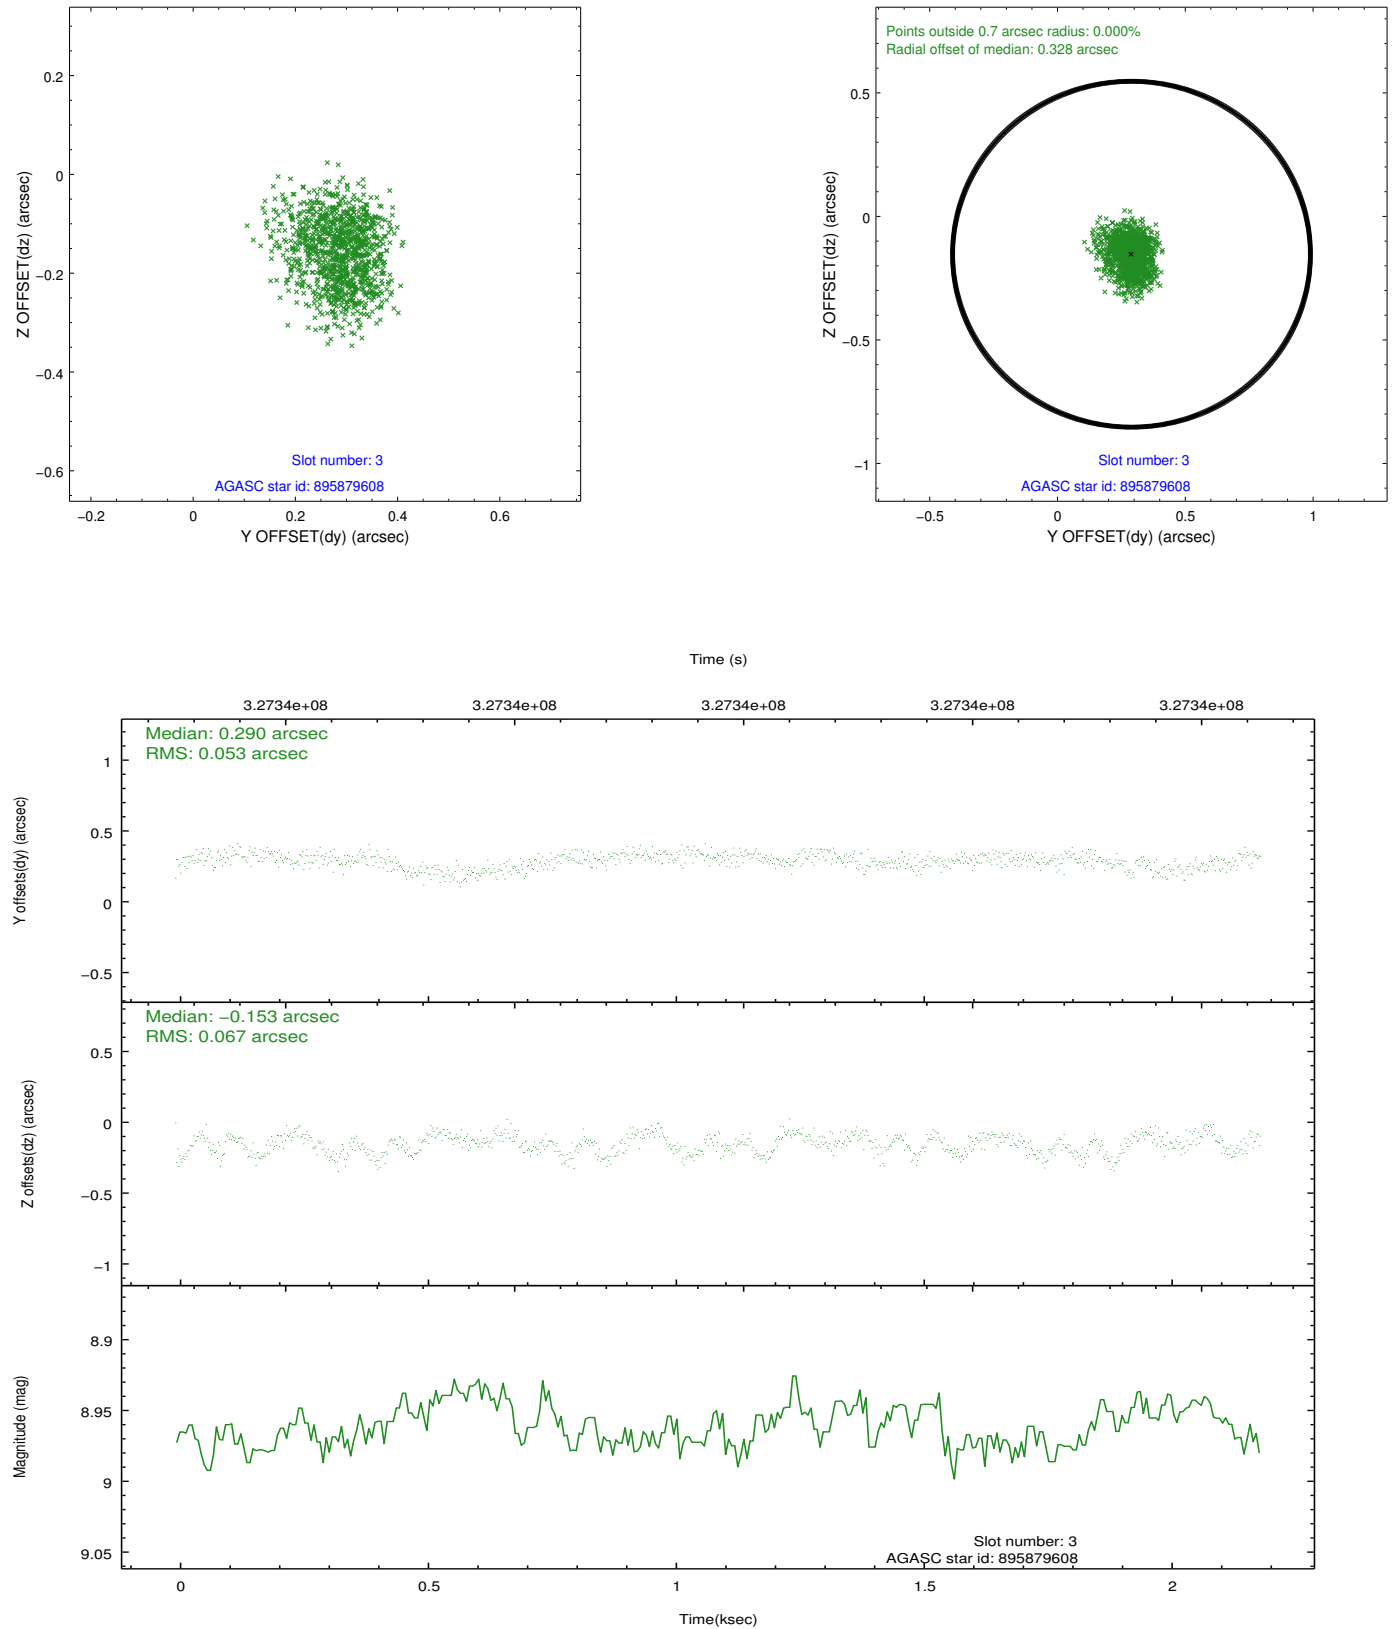 0.2
0
−0.2
−0.4
−0.6
Z OFFSET(dz) (arcsec)
Slot number: 3
AGASC star id: 895879608
−0.2 0 0.2 0.4 0.6
Y OFFSET(dy) (arcsec)
Points outside 0.7 arcsec radius: 0.000%
Radial offset of median: 0.328 arcsec
0.5
0
−0.5
−1
Z OFFSET(dz) (arcsec)
Slot number: 3
AGASC star id: 895879608
−0.5 0 0.5 1
Y OFFSET(dy) (arcsec)
Time (s)
3.2734e+08 3.2734e+08 3.2734e+08 3.2734e+08 3.2734e+08
Median: 0.290 arcsec
RMS: 0.053 arcsec
1
0.5
0
−0.5
Y offsets(dy) (arcsec)
Median: −0.153 arcsec
RMS: 0.067 arcsec
0.5
0
−0.5
−1
Z offsets(dz) (arcsec)
8.9
8.95
9
9.05
Magnitude (mag)
Slot number: 3
AGASC star id: 895879608
0 0.5 1 1.5 2
Time(ksec)